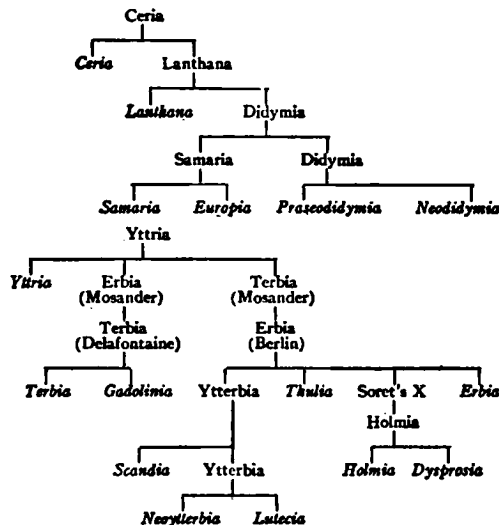 Ceria
Ceria Lanthana
Lanthana Didymia
Samaria Didymia
Samaria Europia Praseodidymia Neodidymia
Yttria
Yttria Erbia Terbia
(Mosander) (Mosander)
Terbia Erbia
(Delafontaine) (Berlin)
Terbia Gadolinia Ytterbia Thulia Soret's X Erbia
Holmia
Scandia Ytterbia Holmia Dysprosia
Neoytterbia Lutecia